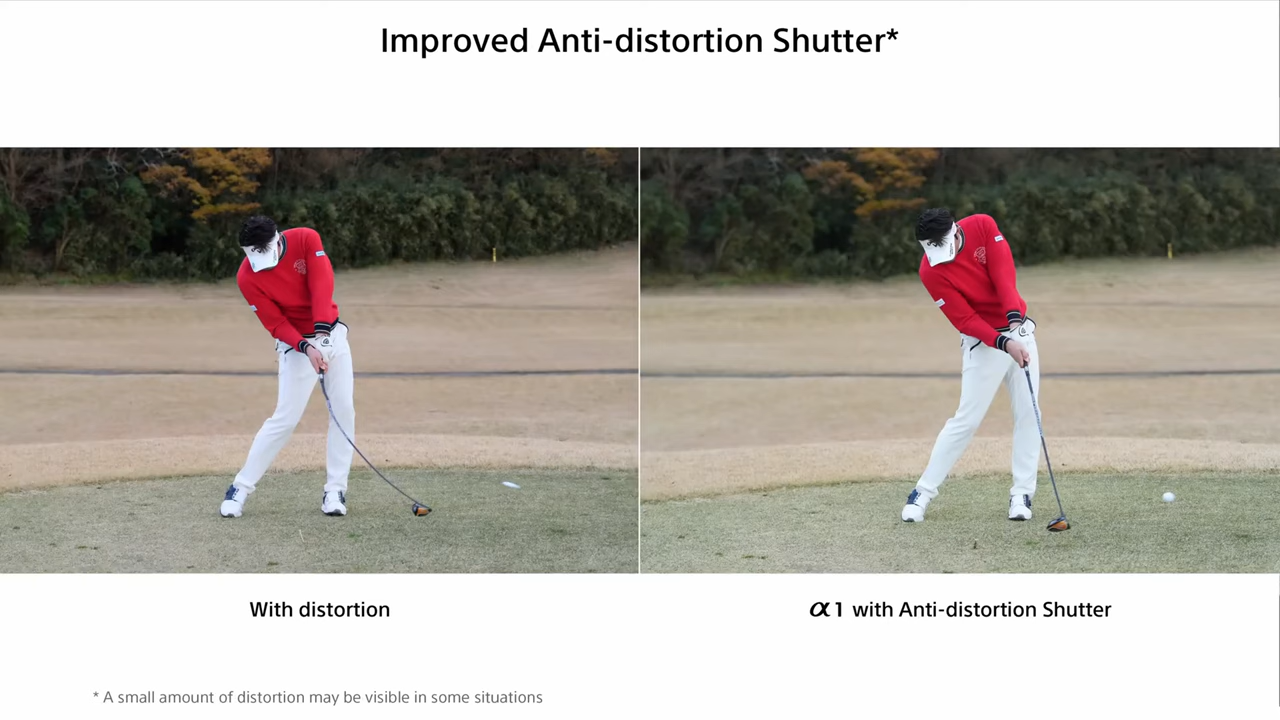 Improved Anti-distortion Shutter*
With distortion
α1 with Anti-distortion Shutter
* A small amount of distortion may be visible in some situations